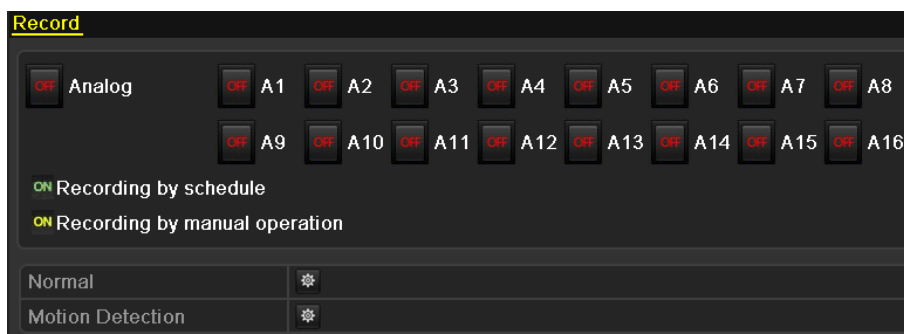 Record
OFF Analog OFF A1 OFF A2 OFF A3 OFF A4 OFF A5 OFF A6 OFF A7 OFF A8
OFF A9 OFF A10 OFF A11 OFF A12 OFF A13 OFF A14 OFF A15 OFF A16
ON Recording by schedule
ON Recording by manual operation
Normal
Motion Detection